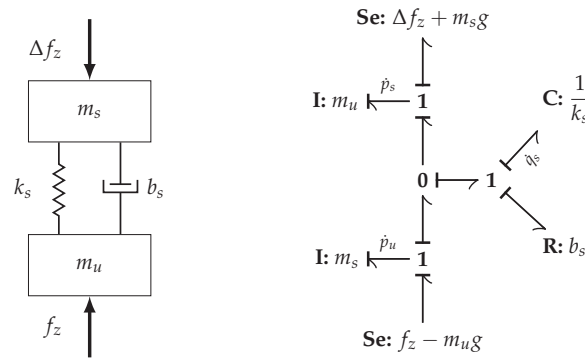 Δf_z
m_s
k_s
b_s
m_u
f_z
Se: Δf_z + m_s g
ṗ_s
I: m_u
1
C: 1/k_s
q̇_s
0
1
ṗ_u
R: b_s
I: m_s
1
Se: f_z − m_u g